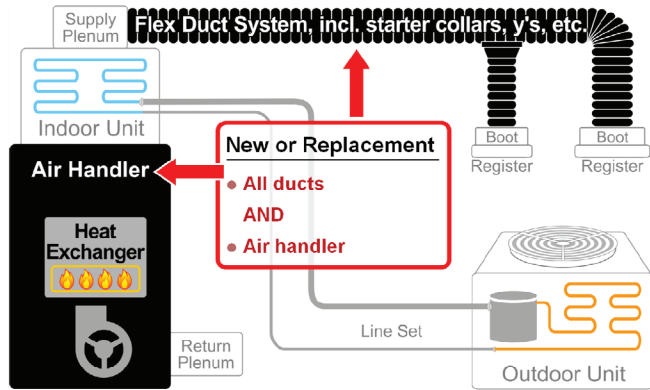 Supply
Plenum
Flex Duct System, incl. starter collars, y's, etc.
Indoor Unit
Air Handler
New or Replacement
• All ducts
AND
• Air handler
Boot
Register
Boot
Register
Heat
Exchanger
Line Set
Return
Plenum
Outdoor Unit